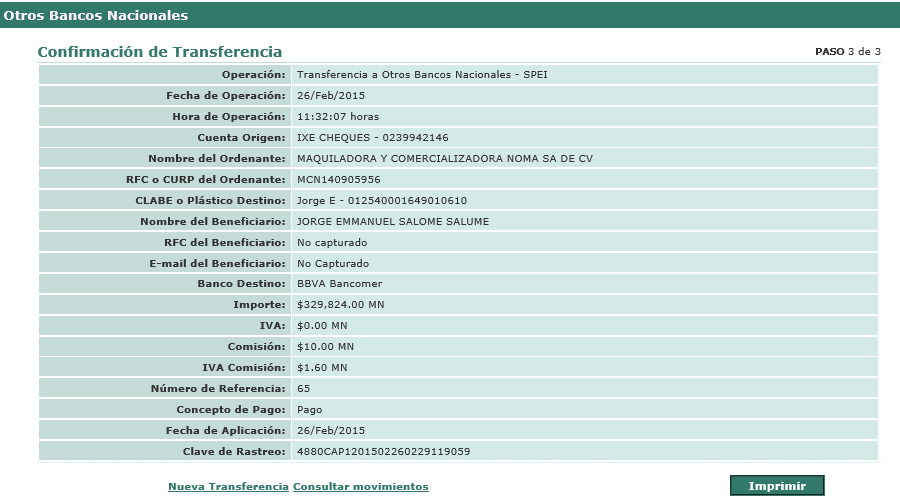 Otros Bancos Nacionales
Confirmación de Transferencia PASO 3 de 3
Operación: Transferencia a Otros Bancos Nacionales - SPEI
Fecha de Operación: 26/Feb/2015
Hora de Operación: 11:32:07 horas
Cuenta Origen: IXE CHEQUES - 0239942146
Nombre del Ordenante: MAQUILADORA Y COMERCIALIZADORA NOMA SA DE CV
RFC o CURP del Ordenante: MCN140905956
CLABE o Plástico Destino: Jorge E - 012540001649010610
Nombre del Beneficiario: JORGE EMMANUEL SALOME SALUME
RFC del Beneficiario: No capturado
E-mail del Beneficiario: No Capturado
Banco Destino: BBVA Bancomer
Importe: $329,824.00 MN
IVA: $0.00 MN
Comisión: $10.00 MN
IVA Comisión: $1.60 MN
Número de Referencia: 65
Concepto de Pago: Pago
Fecha de Aplicación: 26/Feb/2015
Clave de Rastreo: 4880CAP1201502260229119059
Nueva Transferencia Consultar movimientos Imprimir